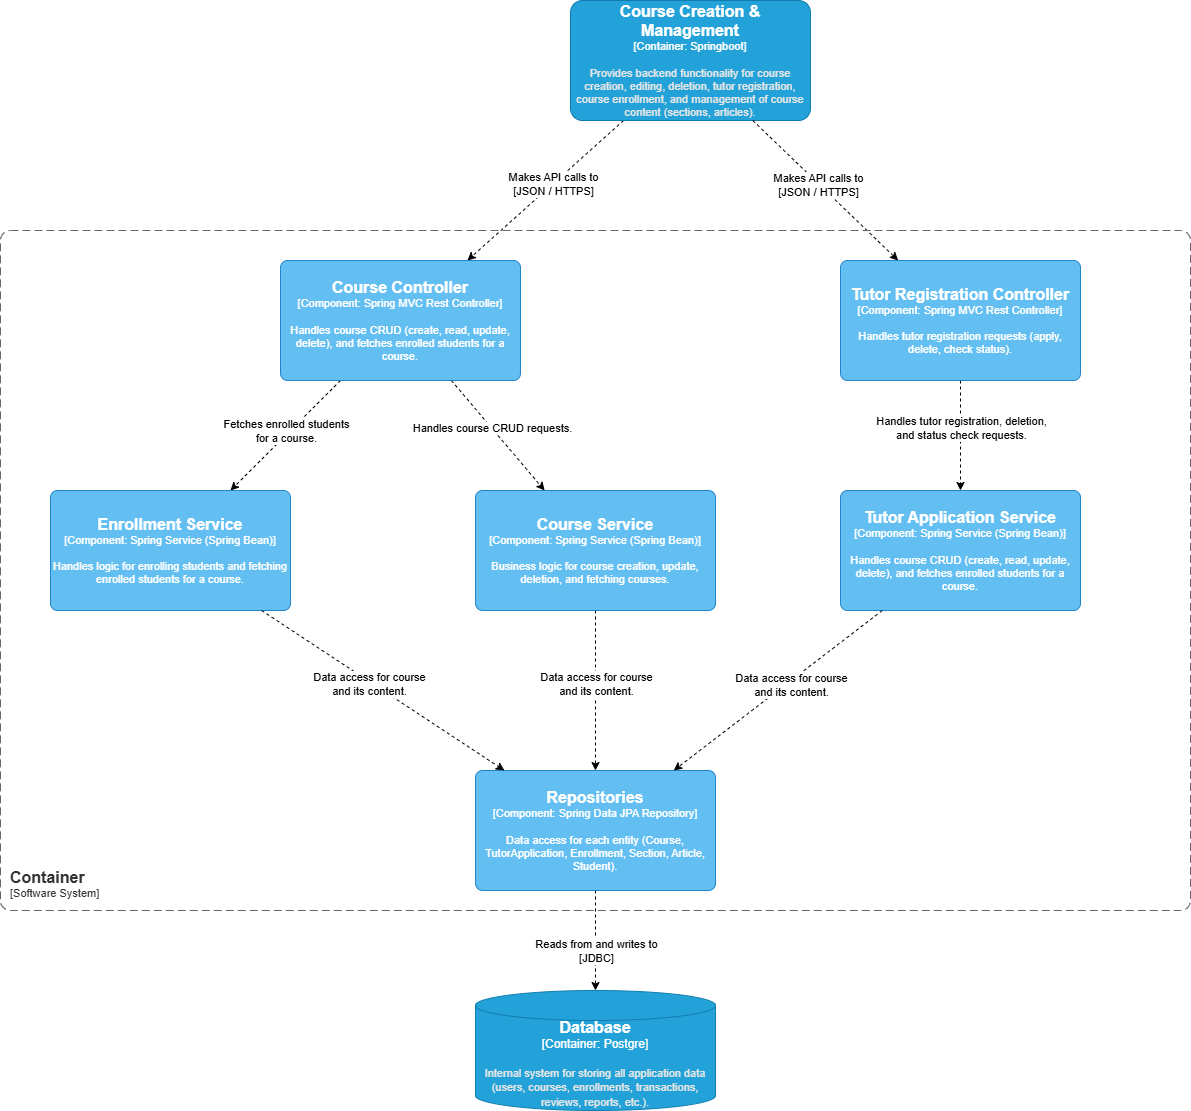 Course Creation &
Management
[Container: Springboot]
Provides backend functionality for course
creation, editing, deletion, tutor registration,
course enrollment, and management of course
content (sections, articles).
Makes API calls to
[JSON / HTTPS]
Makes API calls to
[JSON / HTTPS]
Course Controller
[Component: Spring MVC Rest Controller]
Handles course CRUD (create, read, update,
delete), and fetches enrolled students for a
course.
Tutor Registration Controller
[Component: Spring MVC Rest Controller]
Handles tutor registration requests (apply,
delete, check status).
Fetches enrolled students
for a course.
Handles course CRUD requests.
Handles tutor registration, deletion,
and status check requests.
Enrollment Service
[Component: Spring Service (Spring Bean)]
Handles logic for enrolling students and fetching
enrolled students for a course.
Course Service
[Component: Spring Service (Spring Bean)]
Business logic for course creation, update,
deletion, and fetching courses.
Tutor Application Service
[Component: Spring Service (Spring Bean)]
Handles course CRUD (create, read, update,
delete), and fetches enrolled students for a
course.
Data access for course
and its content.
Data access for course
and its content.
Data access for course
and its content.
Repositories
[Component: Spring Data JPA Repository]
Data access for each entity (Course,
TutorApplication, Enrollment, Section, Article,
Student).
Container
[Software System]
Reads from and writes to
[JDBC]
Database
[Container: Postgre]
Internal system for storing all application data
(users, courses, enrollments, transactions,
reviews, reports, etc.).